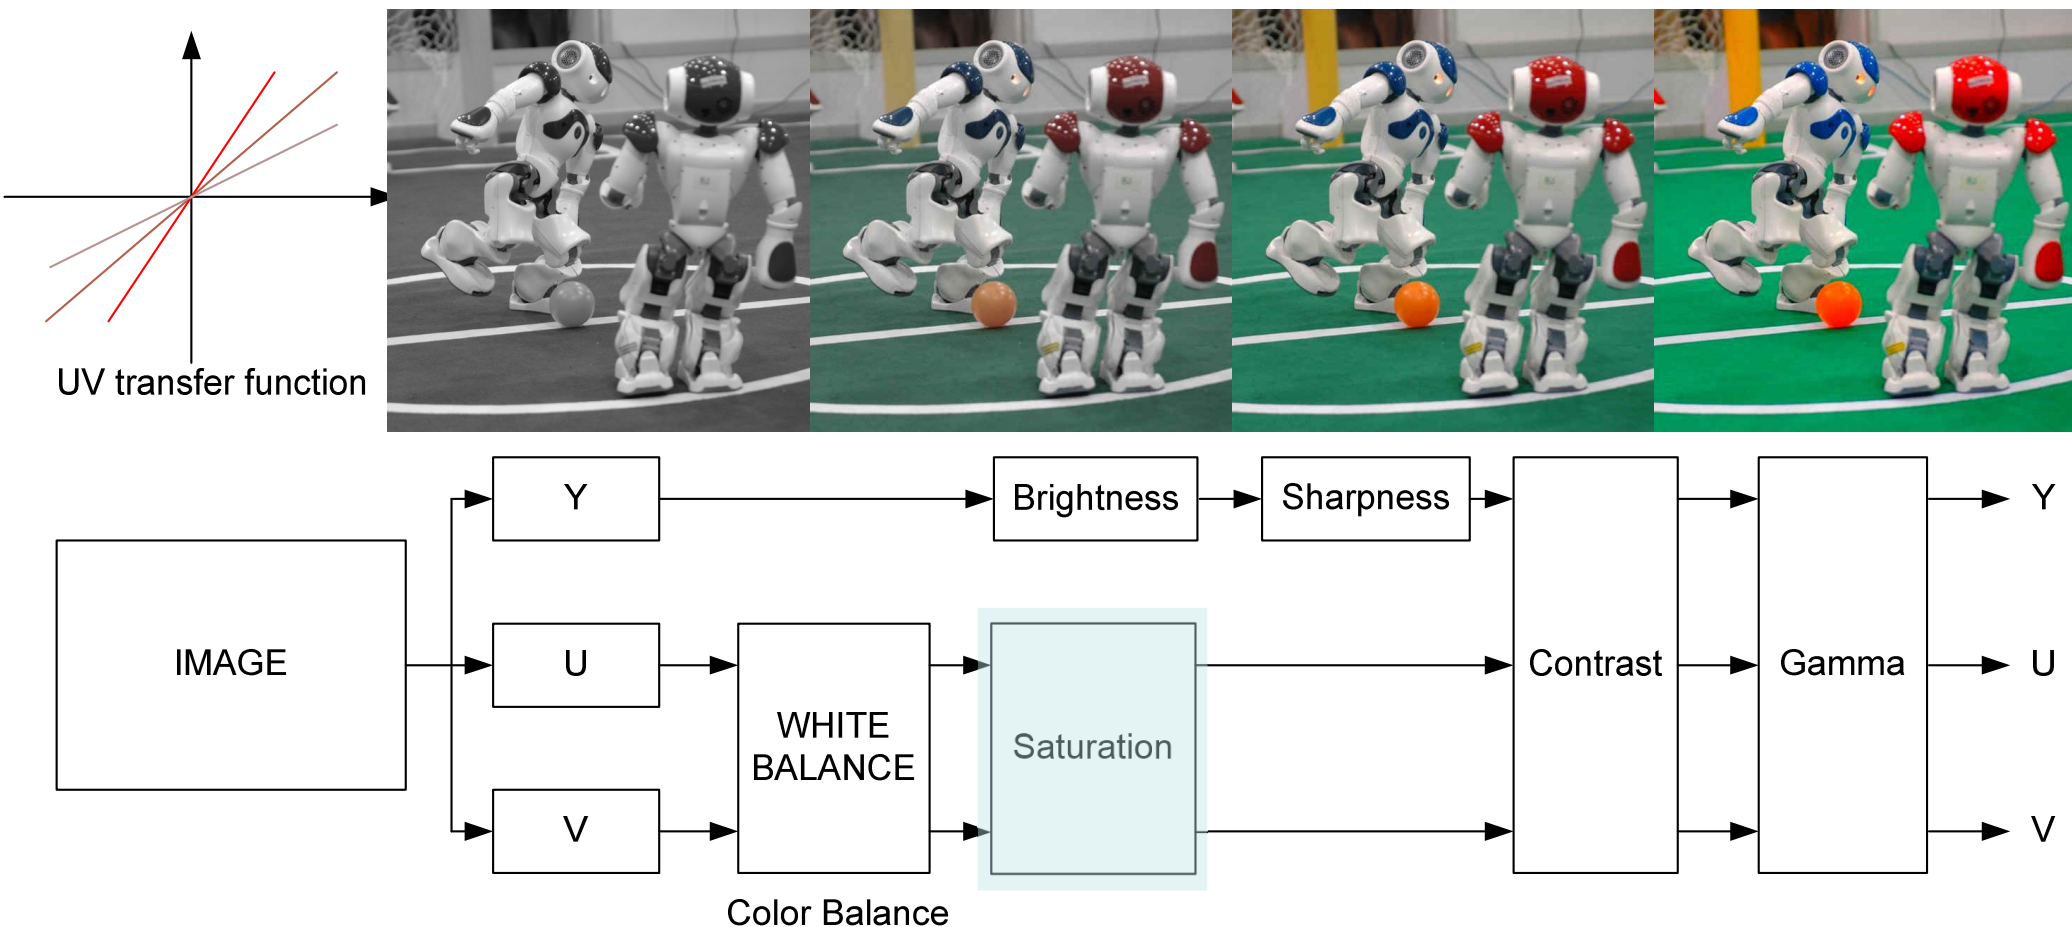 UV transfer function
Y
Brightness
Sharpness
Y
IMAGE
U
WHITE
BALANCE
Saturation
Contrast
Gamma
U
V
V
Color Balance